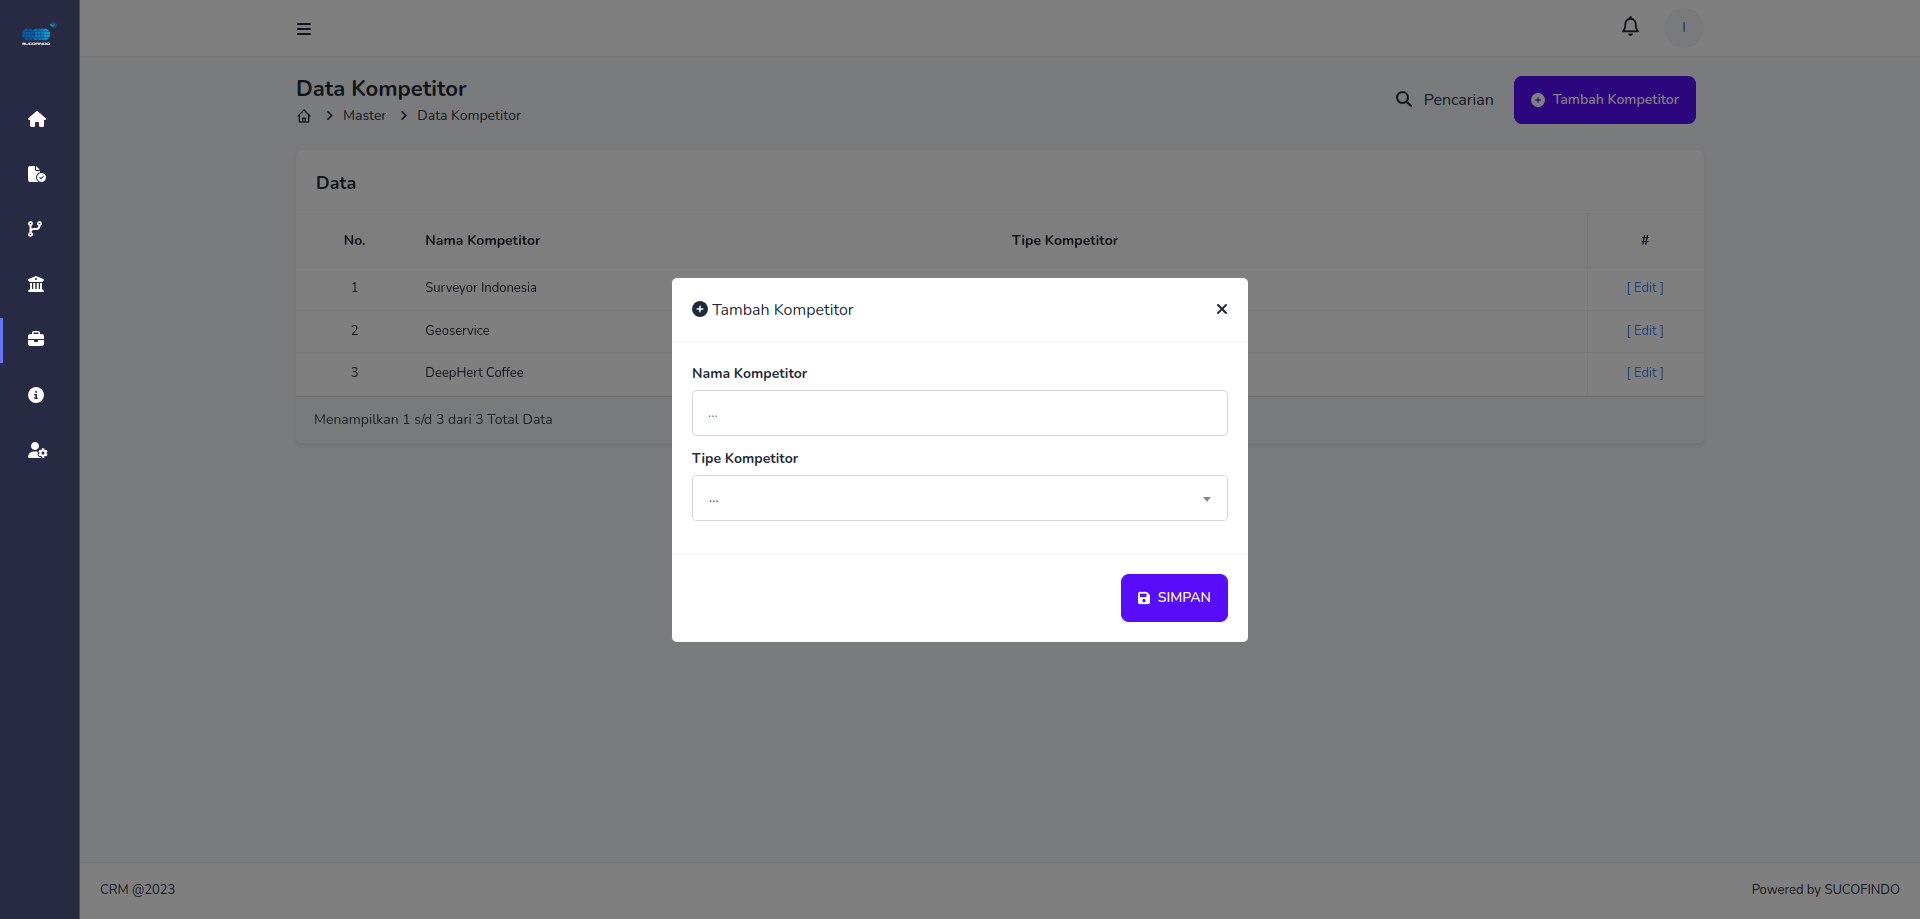 SUCOFINDO
I
Data Kompetitor
Master
Data Kompetitor
Pencarian
Tambah Kompetitor
Data
No.
Nama Kompetitor
Tipe Kompetitor
#
1
Surveyor Indonesia
[ Edit ]
2
Geoservice
[ Edit ]
3
DeepHert Coffee
[ Edit ]
Menampilkan 1 s/d 3 dari 3 Total Data
Tambah Kompetitor
Nama Kompetitor
...
Tipe Kompetitor
...
SIMPAN
CRM @2023
Powered by SUCOFINDO